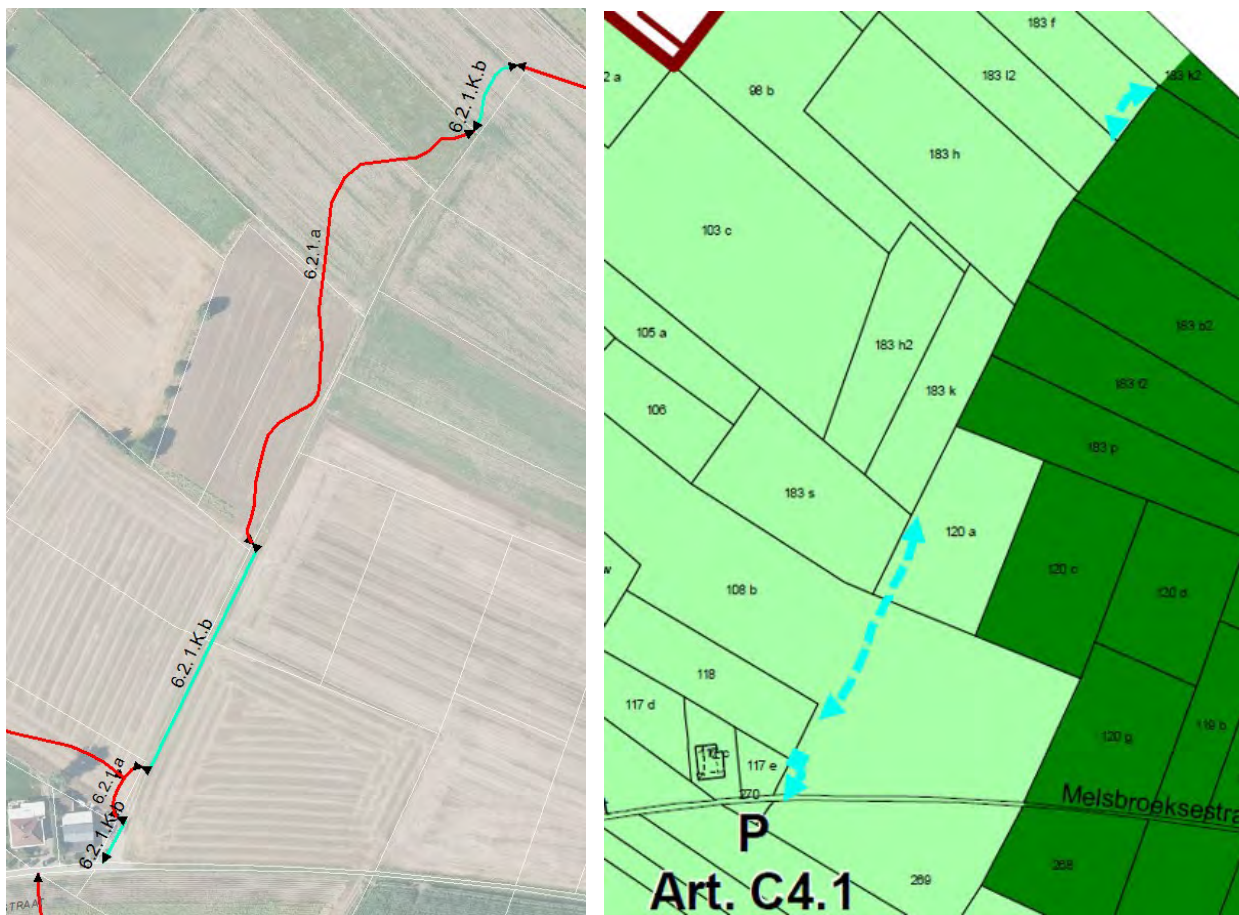 6.2.1.K.b
6.2.1.a
6.2.1.K.b
6.2.1.a
6.2.1.K.b
STRAAT
2 a
98 b
183 f
183 l2
183 k2
183 h
103 c
183 b2
183 h2
105 a
183 k
183 f2
106
183 p
183 s
120 a
120 c
120 d
108 b
118
117 d
117 e
120 g
119 b
270
Melsbroeksestra
P
268
Art. C4.1
269